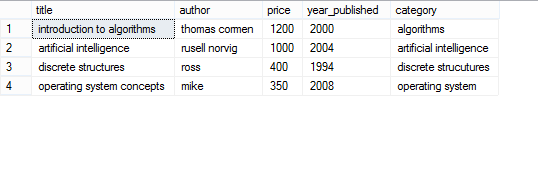 title author price year_published category
1 introduction to algorithms thomas cormen 1200 2000 algorithms
2 artificial intelligence rusell norvig 1000 2004 artificial intelligence
3 discrete structures ross 400 1994 discrete strucutures
4 operating system concepts mike 350 2008 operating system